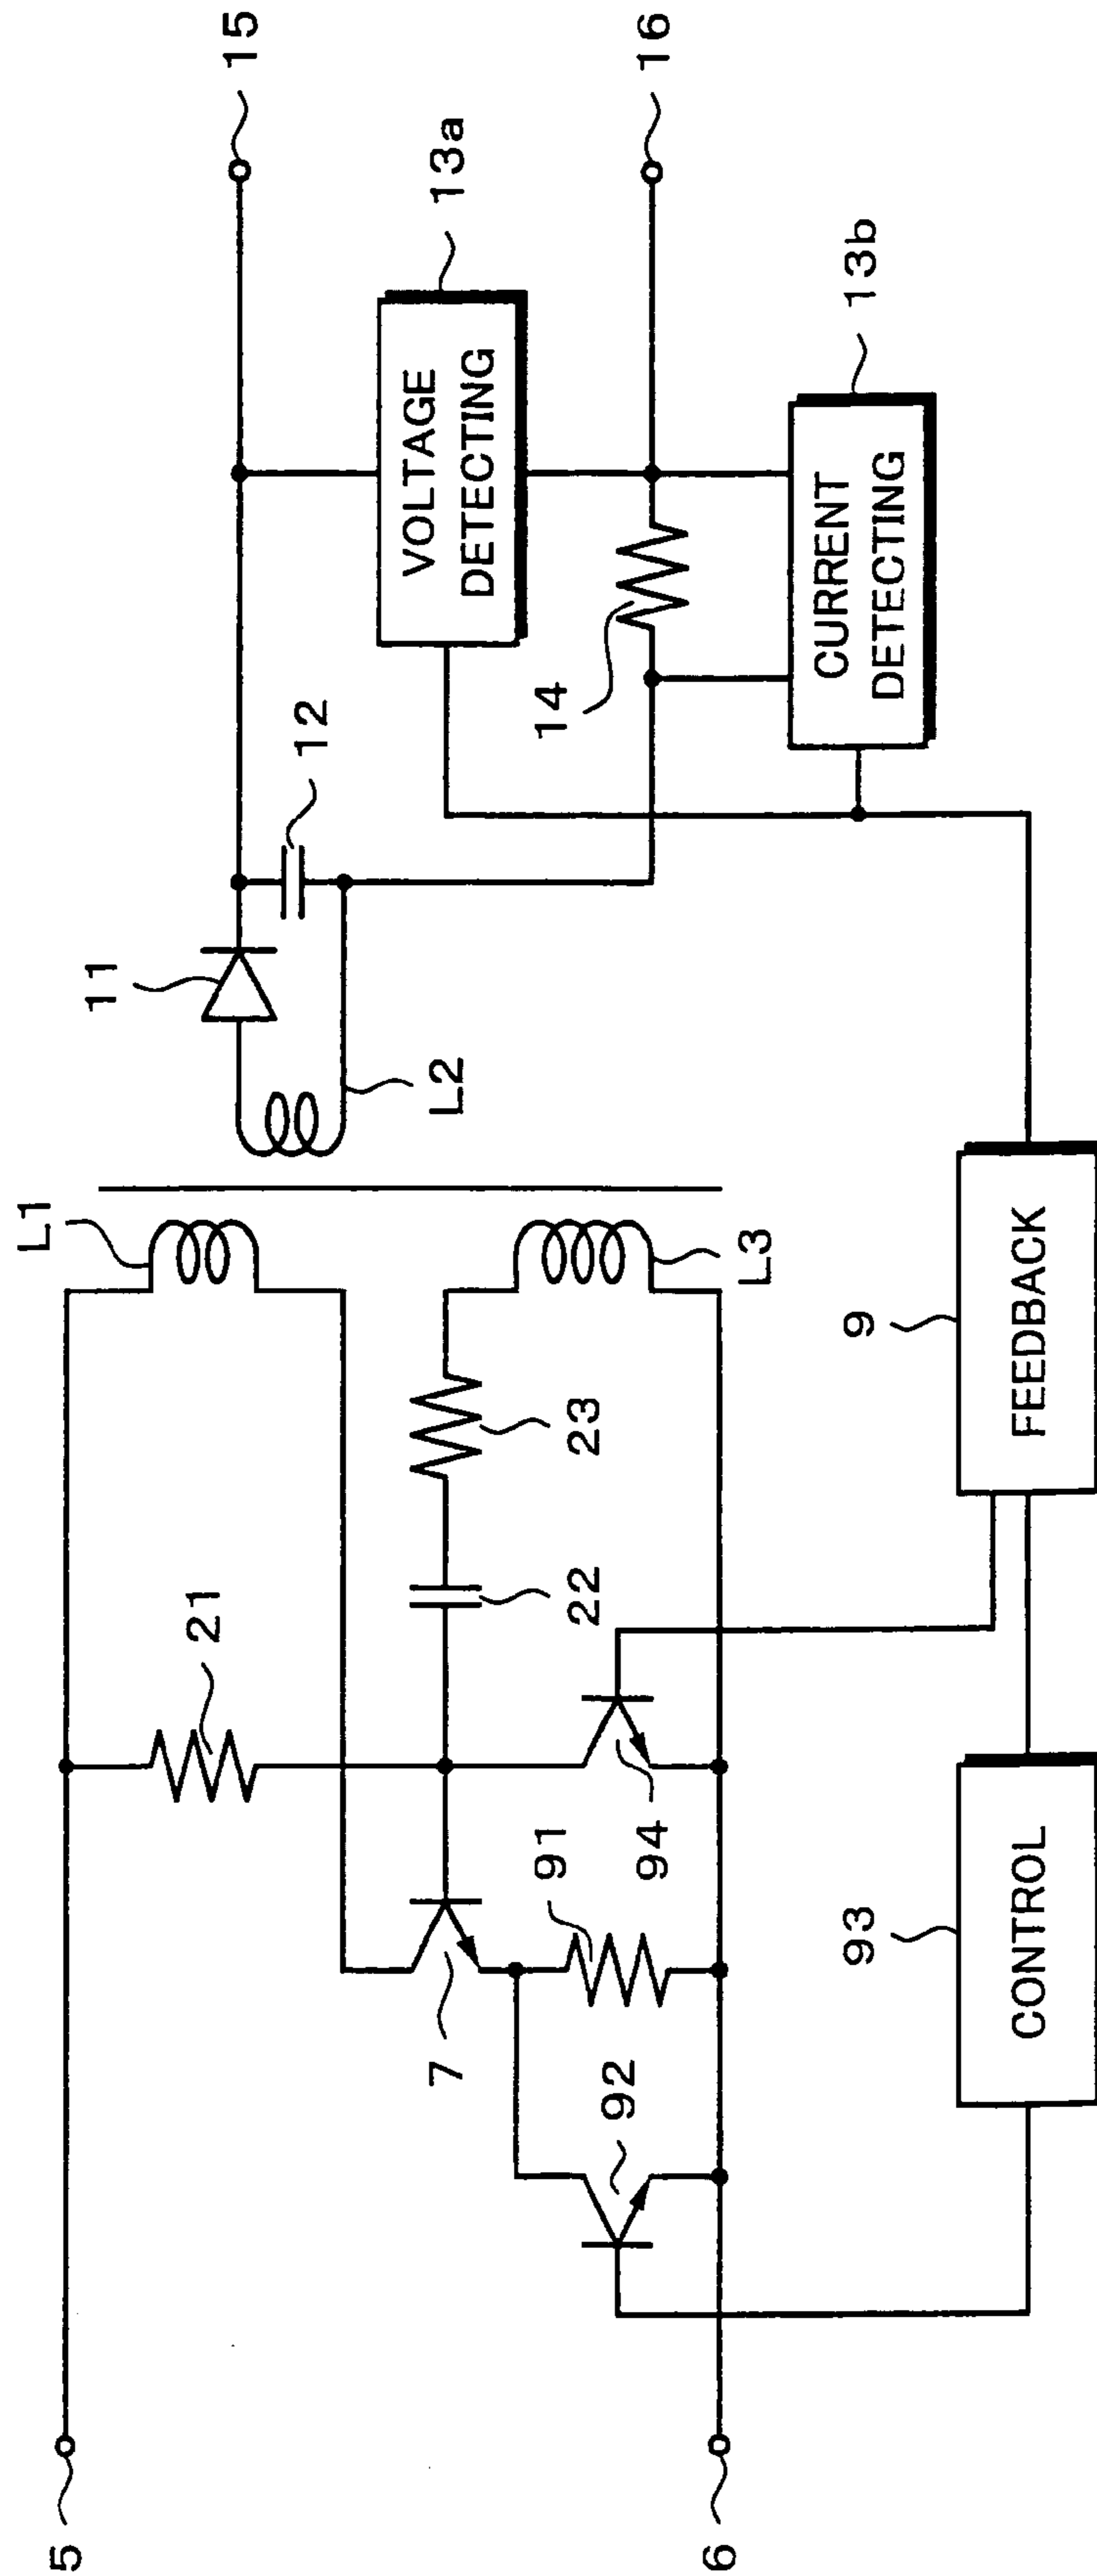 15
13a
16
VOLTAGE
DETECTING
13b
CURRENT
DETECTING
14
12
11
L2
L1
L3
23
22
21
9
FEEDBACK
94
91
7
92
93
CONTROL
5
6